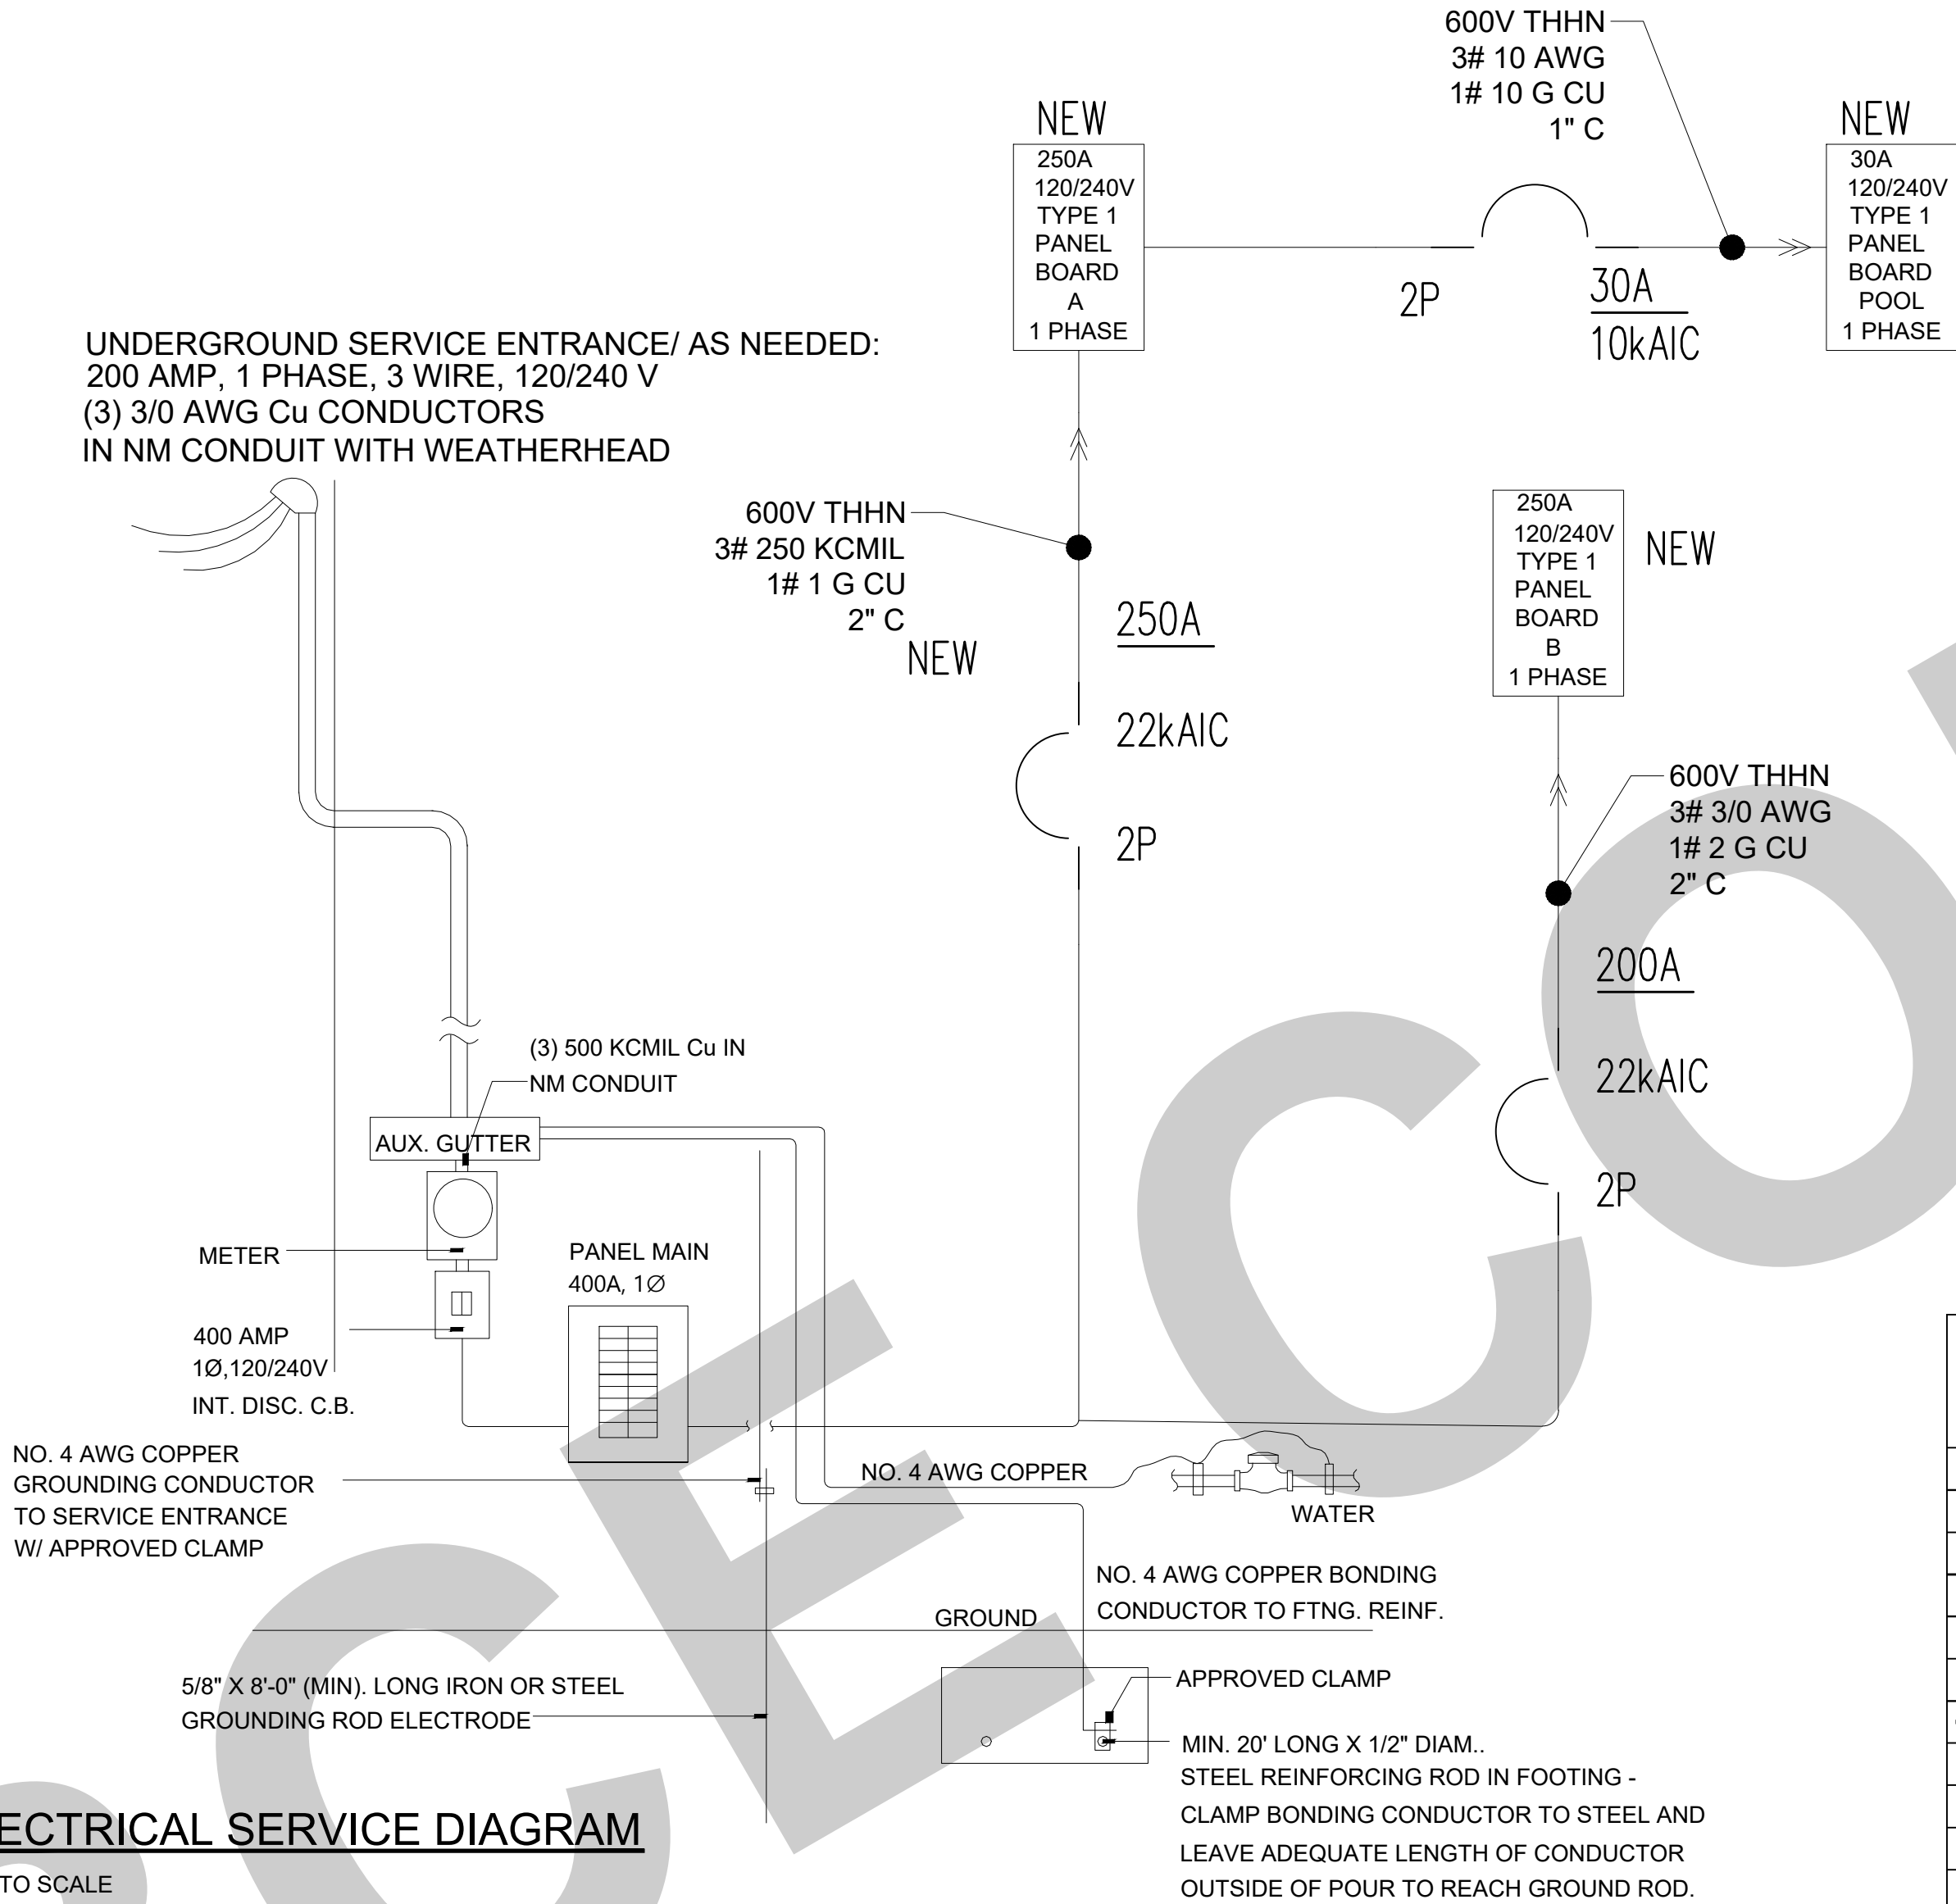 600V THHN
3# 10 AWG
1# 10 G CU
1" C
NEW
250A
120/240V
TYPE 1
PANEL
BOARD
A
1 PHASE
2P
30A
10kAIC
NEW
30A
120/240V
TYPE 1
PANEL
BOARD
POOL
1 PHASE
UNDERGROUND SERVICE ENTRANCE/ AS NEEDED:
200 AMP, 1 PHASE, 3 WIRE, 120/240 V
(3) 3/0 AWG Cu CONDUCTORS
IN NM CONDUIT WITH WEATHERHEAD
600V THHN
3# 250 KCMIL
1# 1 G CU
2" C
NEW
250A
22kAIC
2P
250A
120/240V
TYPE 1
PANEL
BOARD
B
1 PHASE
NEW
600V THHN
3# 3/0 AWG
1# 2 G CU
2" C
200A
22kAIC
2P
(3) 500 KCMIL Cu IN
NM CONDUIT
AUX. GUTTER
METER
PANEL MAIN
400A, 1Ø
400 AMP
1Ø,120/240V
INT. DISC. C.B.
NO. 4 AWG COPPER
GROUNDING CONDUCTOR
TO SERVICE ENTRANCE
W/ APPROVED CLAMP
NO. 4 AWG COPPER
WATER
NO. 4 AWG COPPER BONDING
CONDUCTOR TO FTNG. REINF.
GROUND
5/8" X 8'-0" (MIN). LONG IRON OR STEEL
GROUNDING ROD ELECTRODE
APPROVED CLAMP
MIN. 20' LONG X 1/2" DIAM..
STEEL REINFORCING ROD IN FOOTING -
CLAMP BONDING CONDUCTOR TO STEEL AND
LEAVE ADEQUATE LENGTH OF CONDUCTOR
OUTSIDE OF POUR TO REACH GROUND ROD.
ECTRICAL SERVICE DIAGRAM
TO SCALE